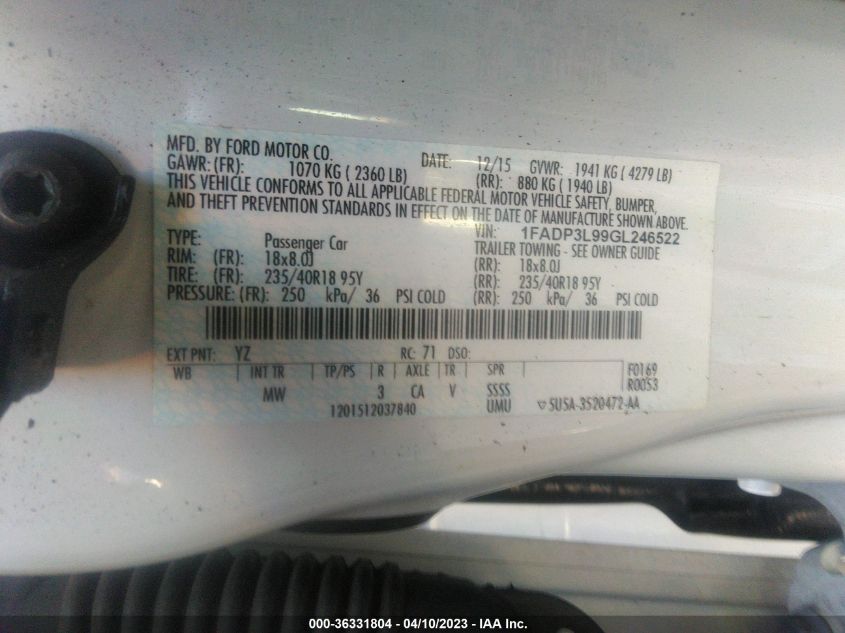 MFD. BY FORD MOTOR CO. DATE: 12/15 GVWR: 1941 KG ( 4279 LB)
GAWR: (FR): 1070 KG ( 2360 LB) (RR): 880 KG ( 1940 LB)
THIS VEHICLE CONFORMS TO ALL APPLICABLE FEDERAL MOTOR VEHICLE SAFETY, BUMPER,
AND THEFT PREVENTION STANDARDS IN EFFECT ON THE DATE OF MANUFACTURE SHOWN ABOVE.
VIN: 1FADP3L99GL246522
TYPE: Passenger Car TRAILER TOWING - SEE OWNER GUIDE
RIM: (FR): 18x8.0J (RR): 18x8.0J
TIRE: (FR): 235/40R18 95Y (RR): 235/40R18 95Y
PRESSURE: (FR): 250 kPa/ 36 PSI COLD (RR): 250 kPa/ 36 PSI COLD
EXT PNT: YZ RC: 71 DSO:
WB INT TR TP/PS R AXLE TR SPR F0169
R0053
MW 3 CA V SSSS
1201512037840 UMU ▽ SUSA-3520472-AA
000-36331804 - 04/10/2023 - IAA Inc.